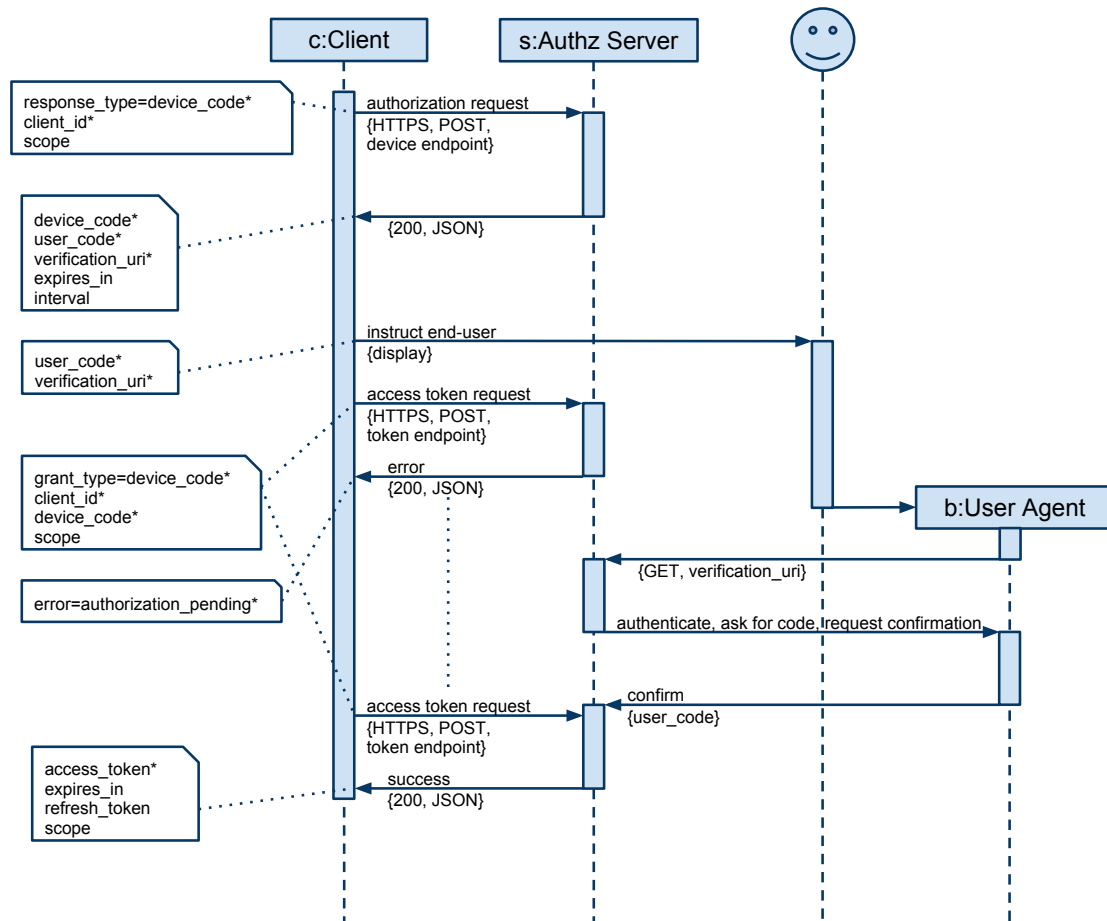 c:Client
s:Authz Server
response_type=device_code*
client_id*
scope
authorization request
{HTTPS, POST,
device endpoint}
device_code*
user_code*
verification_uri*
expires_in
interval
{200, JSON}
user_code*
verification_uri*
instruct end-user
{display}
access token request
{HTTPS, POST,
token endpoint}
grant_type=device_code*
client_id*
device_code*
scope
error
{200, JSON}
b:User Agent
{GET, verification_uri}
error=authorization_pending*
authenticate, ask for code, request confirmation
confirm
{user_code}
access token request
{HTTPS, POST,
token endpoint}
access_token*
expires_in
refresh_token
scope
success
{200, JSON}